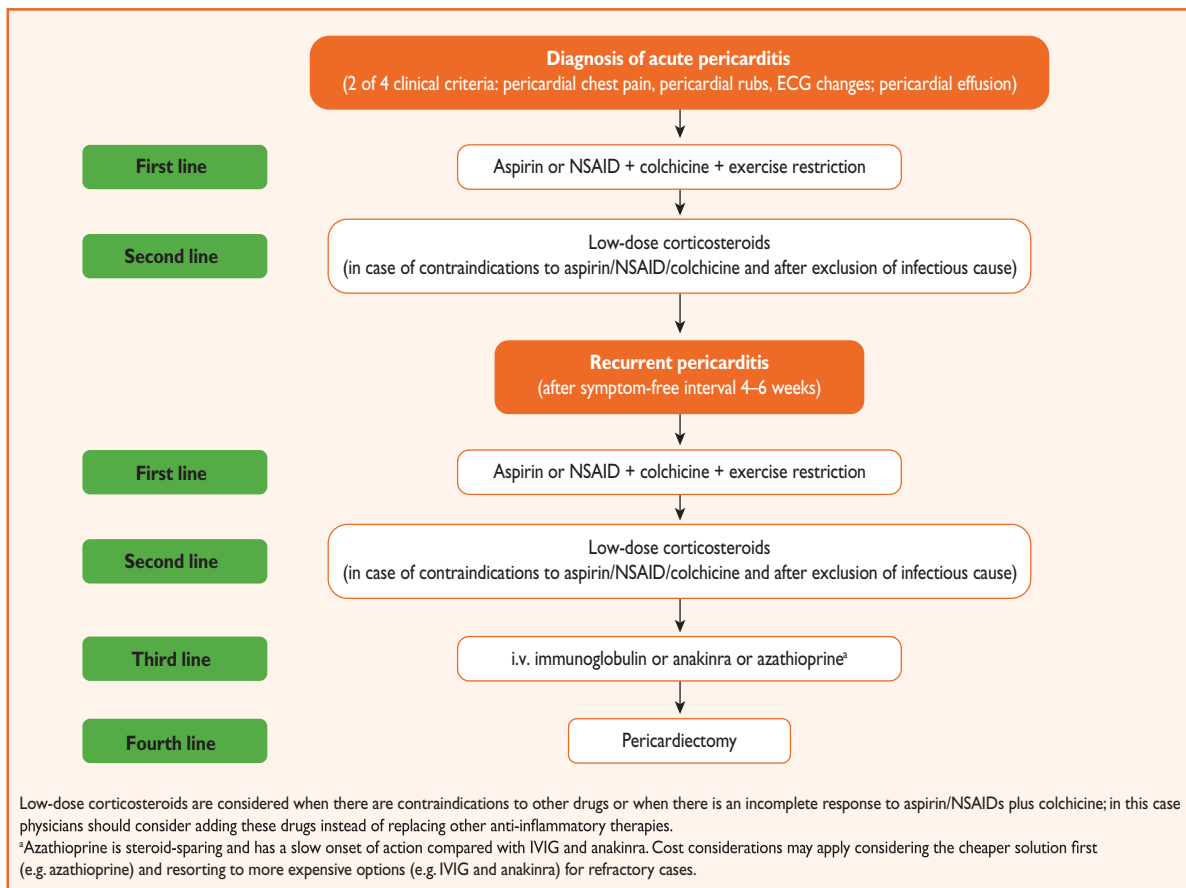 Diagnosis of acute pericarditis
(2 of 4 clinical criteria: pericardial chest pain, pericardial rubs, ECG changes; pericardial effusion)
First line
Aspirin or NSAID + colchicine + exercise restriction
Second line
Low-dose corticosteroids
(in case of contraindications to aspirin/NSAID/colchicine and after exclusion of infectious cause)
Recurrent pericarditis
(after symptom-free interval 4–6 weeks)
First line
Aspirin or NSAID + colchicine + exercise restriction
Second line
Low-dose corticosteroids
(in case of contraindications to aspirin/NSAID/colchicine and after exclusion of infectious cause)
Third line
i.v. immunoglobulin or anakinra or azathioprineᵃ
Fourth line
Pericardiectomy
Low-dose corticosteroids are considered when there are contraindications to other drugs or when there is an incomplete response to aspirin/NSAIDs plus colchicine; in this case
physicians should consider adding these drugs instead of replacing other anti-inflammatory therapies.
ᵃAzathioprine is steroid-sparing and has a slow onset of action compared with IVIG and anakinra. Cost considerations may apply considering the cheaper solution first
(e.g. azathioprine) and resorting to more expensive options (e.g. IVIG and anakinra) for refractory cases.